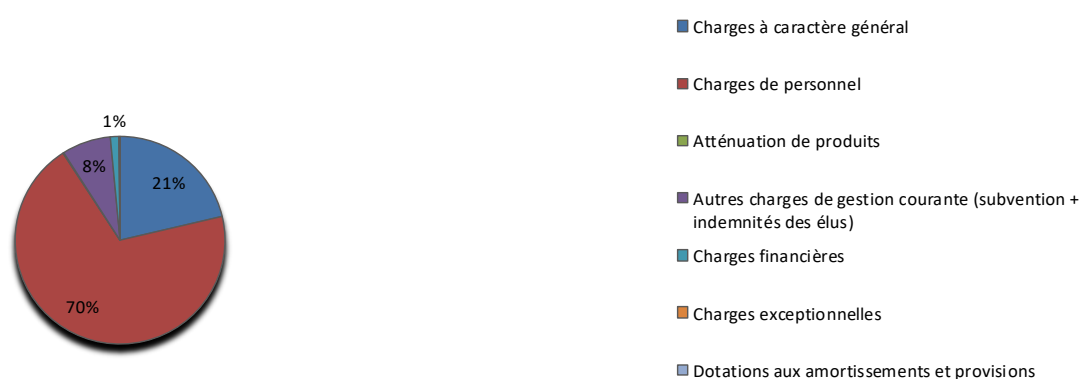 1%
8%
21%
70%
Charges à caractère général
Charges de personnel
Atténuation de produits
Autres charges de gestion courante (subvention +
indemnités des élus)
Charges financières
Charges exceptionnelles
Dotations aux amortissements et provisions